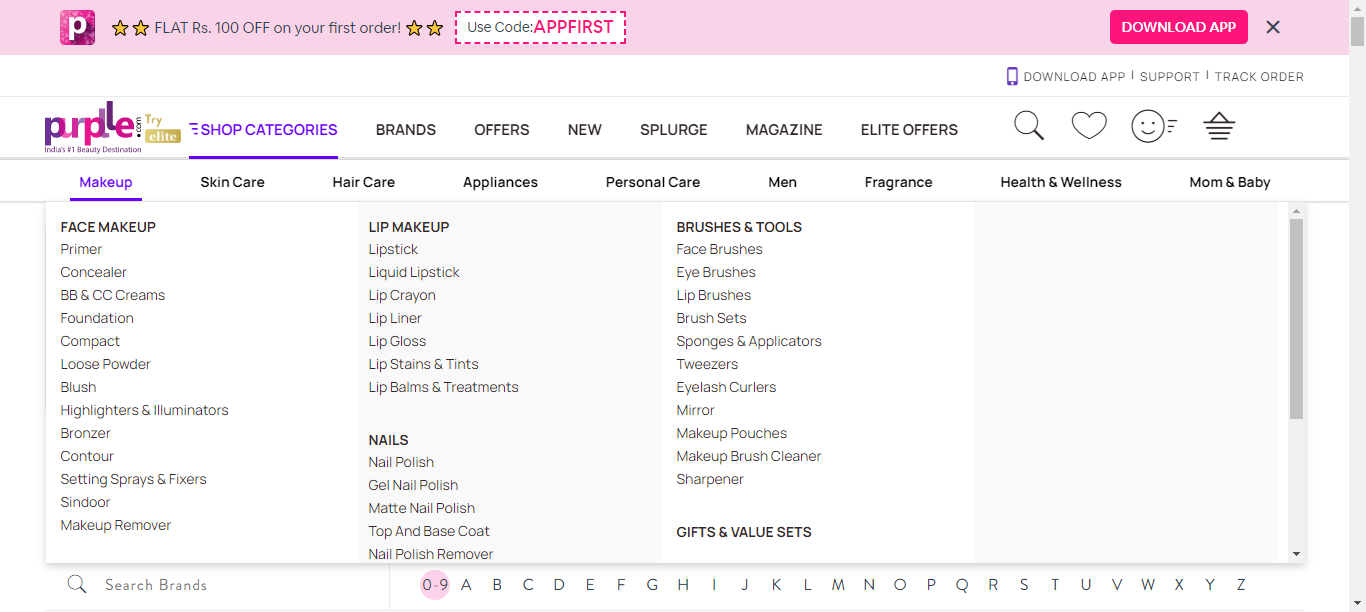 p FLAT Rs. 100 OFF on your first order! Use Code:APPFIRST DOWNLOAD APP
DOWNLOAD APP | SUPPORT | TRACK ORDER
purplle.com Try elite
India's #1 Beauty Destination
SHOP CATEGORIES BRANDS OFFERS NEW SPLURGE MAGAZINE ELITE OFFERS
Makeup Skin Care Hair Care Appliances Personal Care Men Fragrance Health & Wellness Mom & Baby
FACE MAKEUP
Primer
Concealer
BB & CC Creams
Foundation
Compact
Loose Powder
Blush
Highlighters & Illuminators
Bronzer
Contour
Setting Sprays & Fixers
Sindoor
Makeup Remover
LIP MAKEUP
Lipstick
Liquid Lipstick
Lip Crayon
Lip Liner
Lip Gloss
Lip Stains & Tints
Lip Balms & Treatments
NAILS
Nail Polish
Gel Nail Polish
Matte Nail Polish
Top And Base Coat
Nail Polish Remover
BRUSHES & TOOLS
Face Brushes
Eye Brushes
Lip Brushes
Brush Sets
Sponges & Applicators
Tweezers
Eyelash Curlers
Mirror
Makeup Pouches
Makeup Brush Cleaner
Sharpener
GIFTS & VALUE SETS
Search Brands 0-9 A B C D E F G H I J K L M N O P Q R S T U V W X Y Z